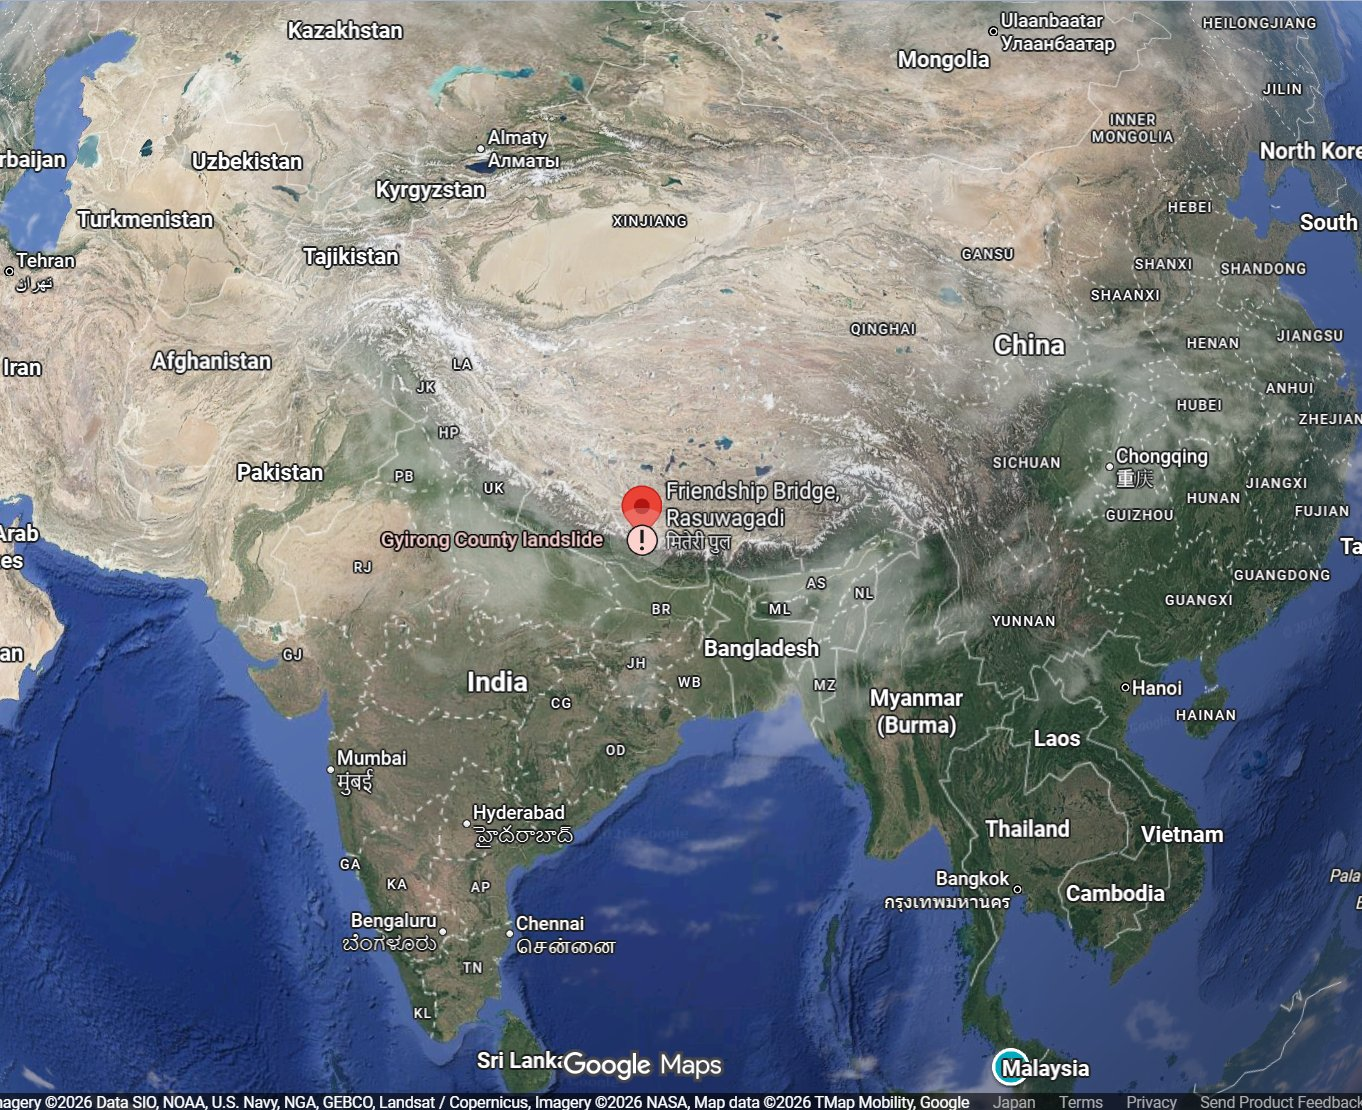 Kazakhstan
Ulaanbaatar
Улаанбаатар
HEILONGJIANG
Mongolia
JILIN
INNER
MONGOLIA
Almaty
Алматы
rbaijan
Uzbekistan
North Kore
Kyrgyzstan
Turkmenistan
XINJIANG
HEBEI
South
Tajikistan
GANSU
Tehran
تهران
SHANXI
SHANDONG
SHAANXI
QINGHAI
China
HENAN
JIANGSU
Iran
Afghanistan
LA
JK
ANHUI
HUBEI
ZHEJIAN
HP
Pakistan
PB
UK
SICHUAN
Chongqing
重庆
JIANGXI
HUNAN
Friendship Bridge,
Rasuwagadi
मितेरी पुल
GUIZHOU
FUJIAN
Arab
es
Gyirong County landslide
Ta
RJ
AS
NL
GUANGDONG
BR
ML
GUANGXI
YUNNAN
an
GJ
JH
Bangladesh
India
WB
MZ
CG
Myanmar
(Burma)
Hanoi
HAINAN
Laos
OD
Mumbai
मुंबई
Hyderabad
హైదరాబాద్
Thailand
Vietnam
GA
KA
AP
Bangkok
กรุงเทพมหานคร
Cambodia
Pala
Bengaluru
ಬೆಂಗಳೂರು
Chennai
சென்னை
TN
KL
Sri Lanka
Google Maps
Malaysia
nagery ©2026 Data SIO, NOAA, U.S. Navy, NGA, GEBCO, Landsat / Copernicus, Imagery ©2026 NASA, Map data ©2026 TMap Mobility, Google Japan Terms Privacy Send Product Feedback